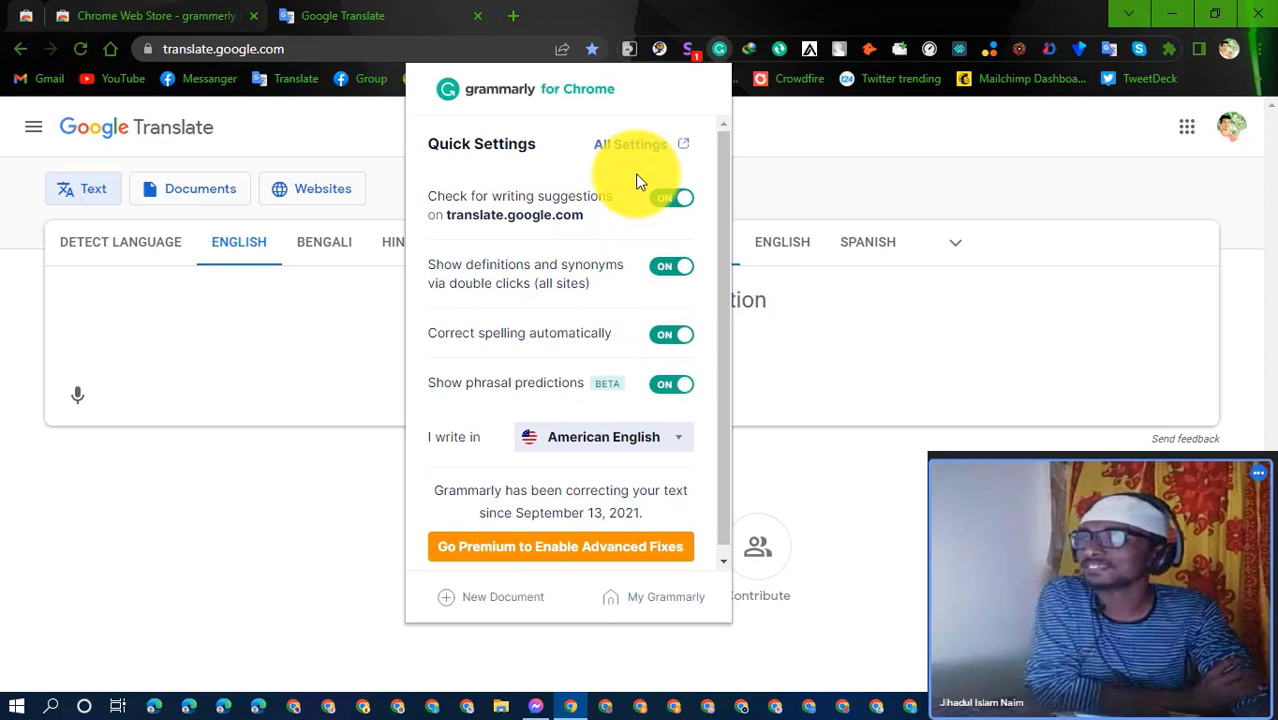 Chrome Web Store - grammarly
Google Translate
translate.google.com
1
Gmail
YouTube
Messanger
Translate
Group
Crowdfire
t24 Twitter trending
Mailchimp Dashboa...
TweetDeck
grammarly for Chrome
Google Translate
Quick Settings
All Settings
Text
Documents
Websites
Check for writing suggestions
on translate.google.com
ON
DETECT LANGUAGE
ENGLISH
BENGALI
HIN
ENGLISH
SPANISH
Show definitions and synonyms
via double clicks (all sites)
ON
tion
Correct spelling automatically
ON
Show phrasal predictions BETA
ON
I write in
American English
Send feedback
Grammarly has been correcting your text
since September 13, 2021.
Go Premium to Enable Advanced Fixes
New Document
My Grammarly
Contribute
Jihadul Islam Naim